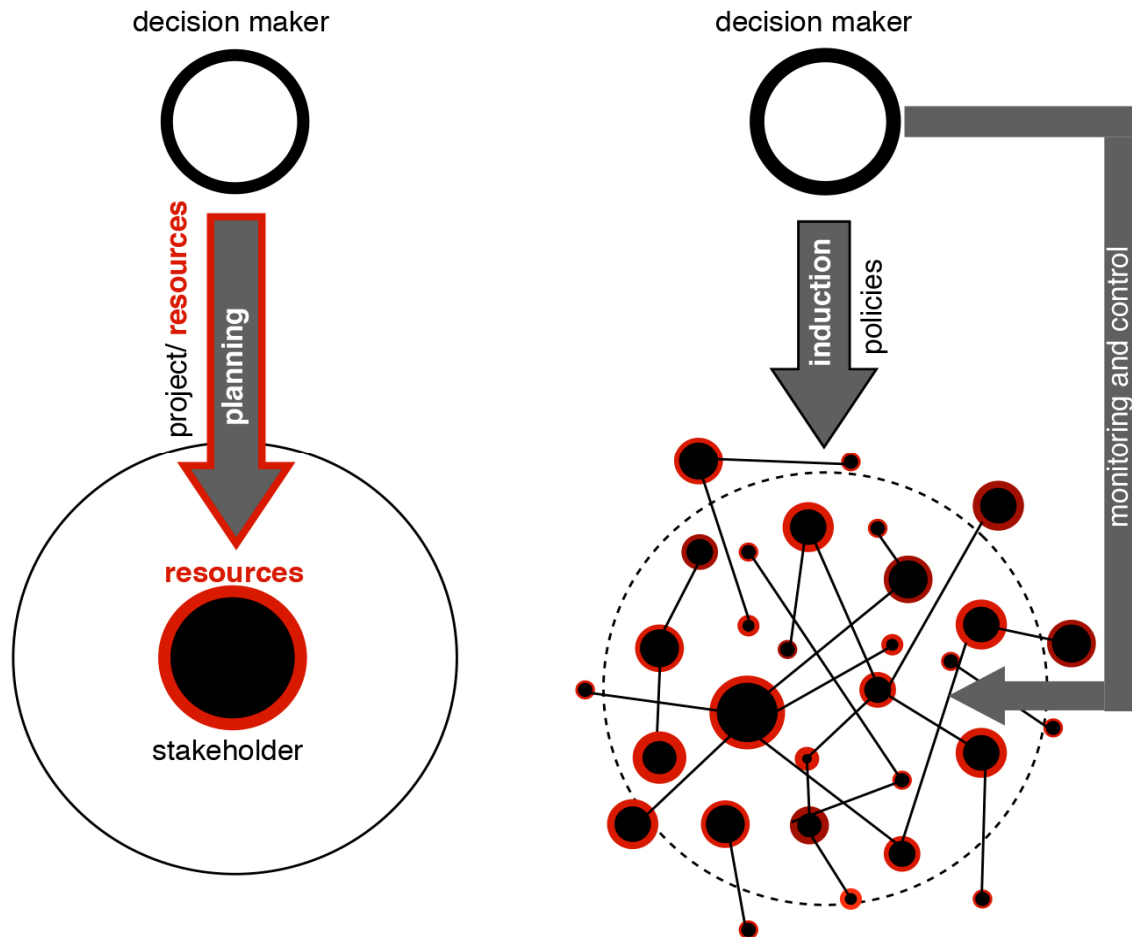 decision maker
project/ resources
planning
resources
stakeholder
decision maker
induction
policies
monitoring and control